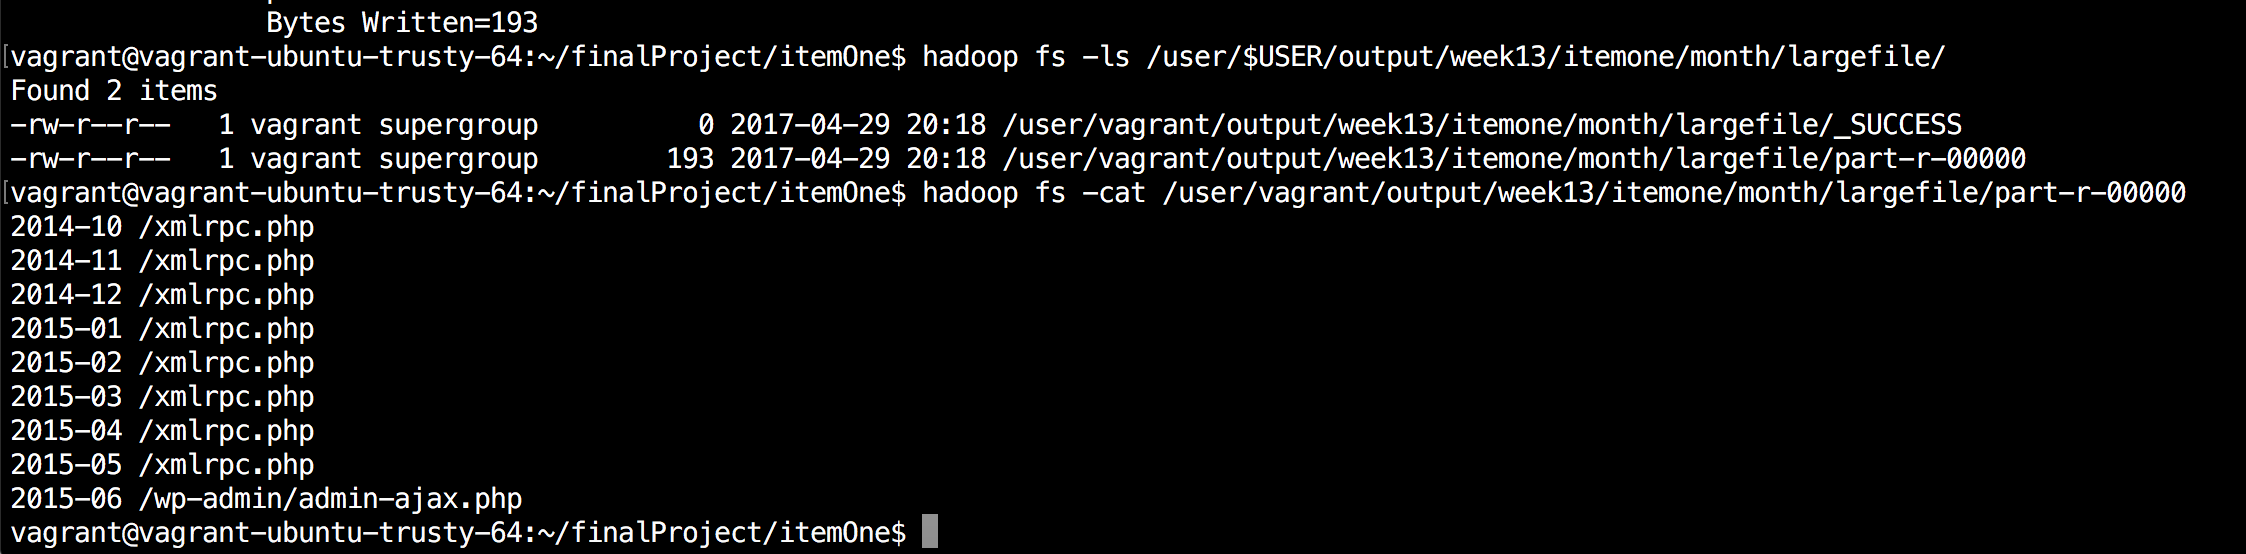 Bytes Written=193
[vagrant@vagrant-ubuntu-trusty-64:~/finalProject/itemOne$ hadoop fs -ls /user/$USER/output/week13/itemone/month/largefile/
Found 2 items
-rw-r--r--   1 vagrant supergroup          0 2017-04-29 20:18 /user/vagrant/output/week13/itemone/month/largefile/_SUCCESS
-rw-r--r--   1 vagrant supergroup        193 2017-04-29 20:18 /user/vagrant/output/week13/itemone/month/largefile/part-r-00000
[vagrant@vagrant-ubuntu-trusty-64:~/finalProject/itemOne$ hadoop fs -cat /user/vagrant/output/week13/itemone/month/largefile/part-r-00000
2014-10 /xmlrpc.php
2014-11 /xmlrpc.php
2014-12 /xmlrpc.php
2015-01 /xmlrpc.php
2015-02 /xmlrpc.php
2015-03 /xmlrpc.php
2015-04 /xmlrpc.php
2015-05 /xmlrpc.php
2015-06 /wp-admin/admin-ajax.php
vagrant@vagrant-ubuntu-trusty-64:~/finalProject/itemOne$